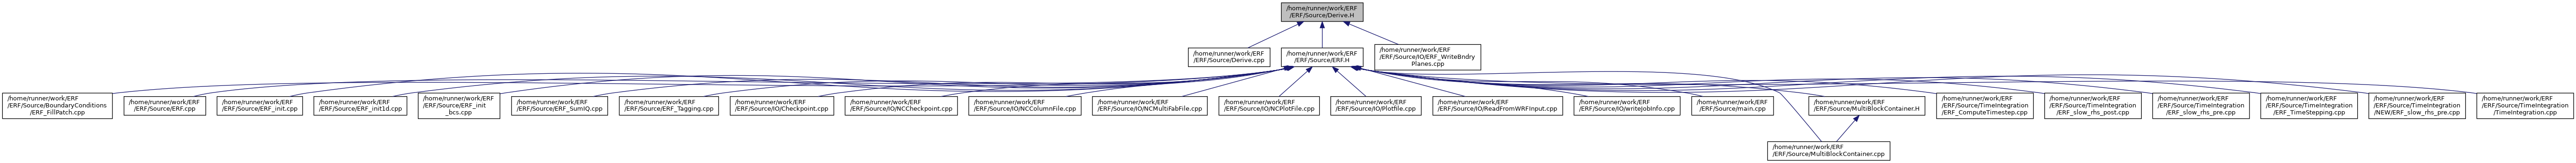 /home/runner/work/ERF
/ERF/Source/Derive.H
/home/runner/work/ERF
/ERF/Source/Derive.cpp
/home/runner/work/ERF
/ERF/Source/ERF.H
/home/runner/work/ERF
/ERF/Source/IO/ERF_WriteBndry
Planes.cpp
/home/runner/work/ERF
/ERF/Source/BoundaryConditions
/ERF_FillPatch.cpp
/home/runner/work/ERF
/ERF/Source/ERF.cpp
/home/runner/work/ERF
/ERF/Source/ERF_init.cpp
/home/runner/work/ERF
/ERF/Source/ERF_init1d.cpp
/home/runner/work/ERF
/ERF/Source/ERF_init
_bcs.cpp
/home/runner/work/ERF
/ERF/Source/ERF_SumIQ.cpp
/home/runner/work/ERF
/ERF/Source/ERF_Tagging.cpp
/home/runner/work/ERF
/ERF/Source/IO/Checkpoint.cpp
/home/runner/work/ERF
/ERF/Source/IO/NCCheckpoint.cpp
/home/runner/work/ERF
/ERF/Source/IO/NCColumnFile.cpp
/home/runner/work/ERF
/ERF/Source/IO/NCMultiFabFile.cpp
/home/runner/work/ERF
/ERF/Source/IO/NCPlotFile.cpp
/home/runner/work/ERF
/ERF/Source/IO/Plotfile.cpp
/home/runner/work/ERF
/ERF/Source/IO/ReadFromWRFInput.cpp
/home/runner/work/ERF
/ERF/Source/IO/writeJobInfo.cpp
/home/runner/work/ERF
/ERF/Source/main.cpp
/home/runner/work/ERF
/ERF/Source/MultiBlockContainer.H
/home/runner/work/ERF
/ERF/Source/TimeIntegration
/ERF_ComputeTimestep.cpp
/home/runner/work/ERF
/ERF/Source/TimeIntegration
/ERF_slow_rhs_post.cpp
/home/runner/work/ERF
/ERF/Source/TimeIntegration
/ERF_slow_rhs_pre.cpp
/home/runner/work/ERF
/ERF/Source/TimeIntegration
/ERF_TimeStepping.cpp
/home/runner/work/ERF
/ERF/Source/TimeIntegration
/NEW/ERF_slow_rhs_pre.cpp
/home/runner/work/ERF
/ERF/Source/TimeIntegration
/TimeIntegration.cpp
/home/runner/work/ERF
/ERF/Source/MultiBlockContainer.cpp